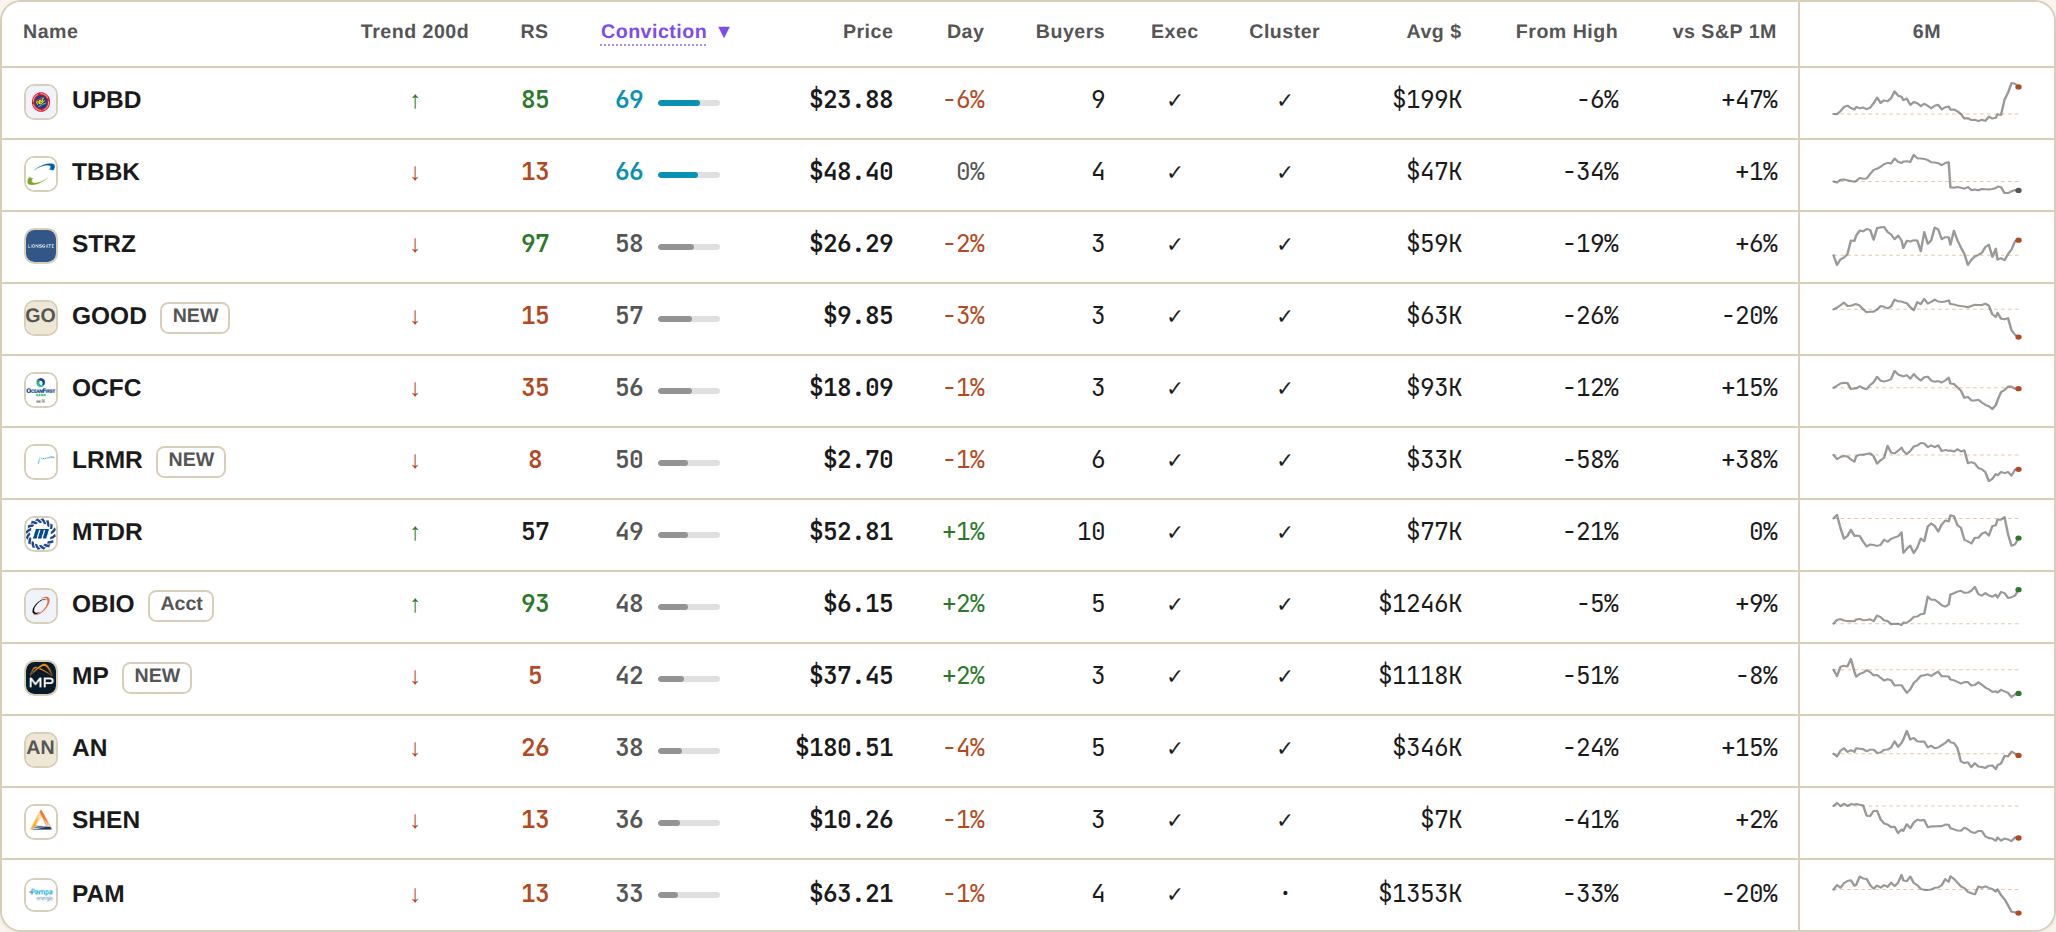 Name Trend 200d RS Conviction ▼ Price Day Buyers Exec Cluster Avg $ From High vs S&P 1M 6M
UPBD ↑ 85 69 $23.88 -6% 9 ✓ ✓ $199K -6% +47%
TBBK ↓ 13 66 $48.40 0% 4 ✓ ✓ $47K -34% +1%
LIONSGATE STRZ ↓ 97 58 $26.29 -2% 3 ✓ ✓ $59K -19% +6%
GO GOOD NEW ↓ 15 57 $9.85 -3% 3 ✓ ✓ $63K -26% -20%
OCEANFIRST OCFC ↓ 35 56 $18.09 -1% 3 ✓ ✓ $93K -12% +15%
LRMR NEW ↓ 8 50 $2.70 -1% 6 ✓ ✓ $33K -58% +38%
MTDR ↑ 57 49 $52.81 +1% 10 ✓ ✓ $77K -21% 0%
OBIO Acct ↑ 93 48 $6.15 +2% 5 ✓ ✓ $1246K -5% +9%
MP MP NEW ↓ 5 42 $37.45 +2% 3 ✓ ✓ $1118K -51% -8%
AN AN ↓ 26 38 $180.51 -4% 5 ✓ ✓ $346K -24% +15%
SHEN ↓ 13 36 $10.26 -1% 3 ✓ ✓ $7K -41% +2%
Pampa energía PAM ↓ 13 33 $63.21 -1% 4 ✓ • $1353K -33% -20%